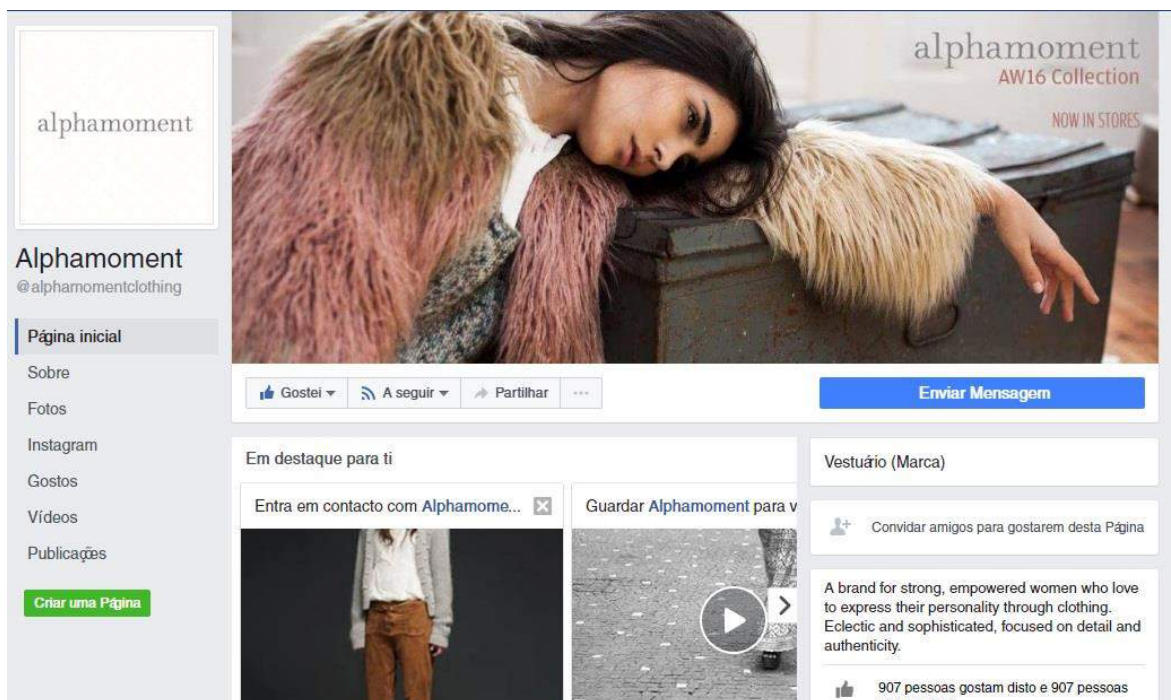 alphamoment
Alphamoment
@alphamomentclothing
Página inicial
Sobre
Fotos
Instagram
Gostos
Vídeos
Publicações
Criar uma Página
alphamoment
AW16 Collection
NOW IN STORES
Gostei
A seguir
Partilhar
Enviar Mensagem
Em destaque para ti
Entra em contacto com Alphamome...
Guardar Alphamoment para v
Vestuário (Marca)
Convidar amigos para gostarem desta Página
A brand for strong, empowered women who love
to express their personality through clothing.
Eclectic and sophisticated, focused on detail and
authenticity.
907 pessoas gostam disto e 907 pessoas